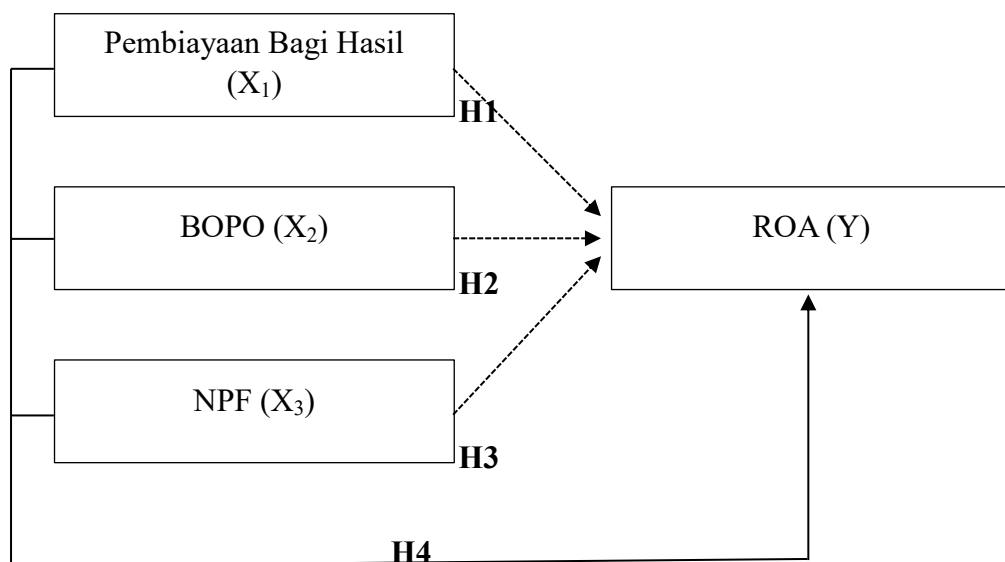 Pembiayaan Bagi Hasil
(X₁)
H1
BOPO (X₂)
ROA (Y)
H2
NPF (X₃)
H3
H4